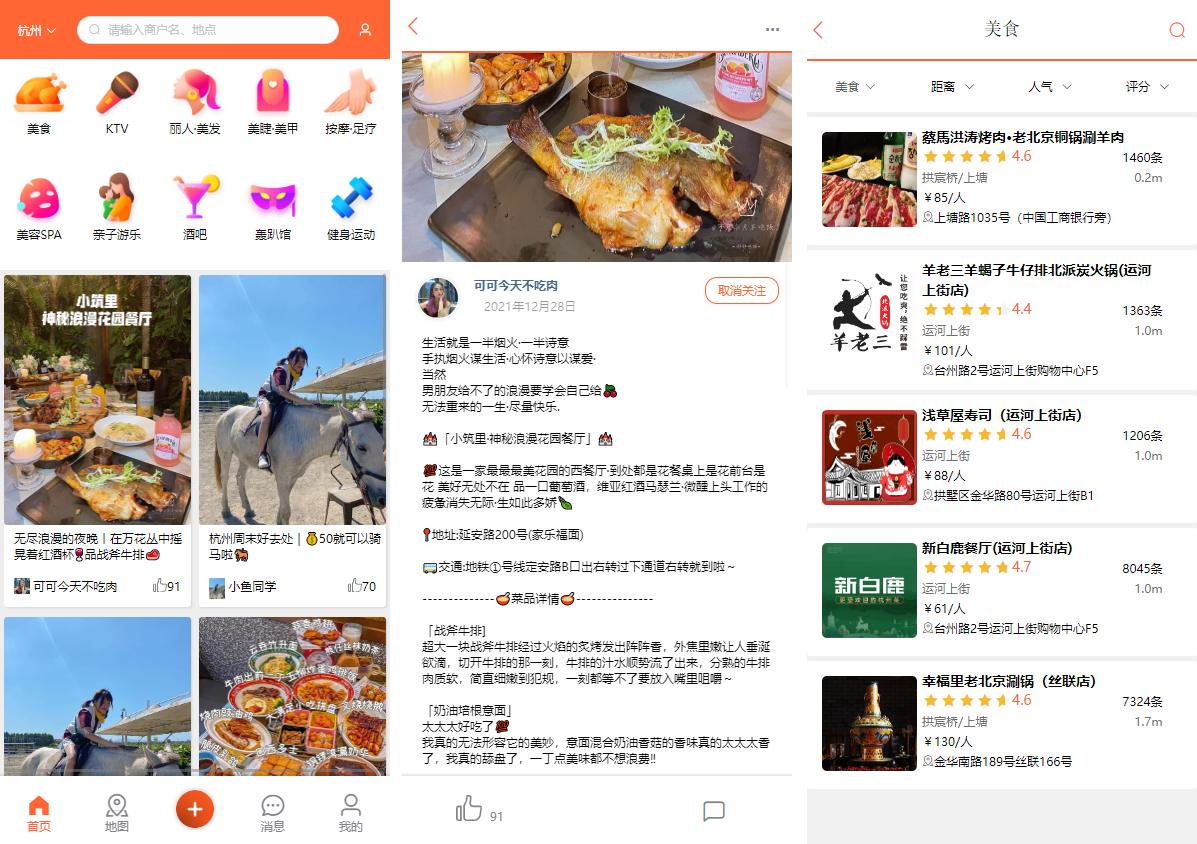 杭州
请输入商户名、地点
美食
KTV
丽人·美发
美睫·美甲
按摩·足疗
美容SPA
亲子游乐
酒吧
轰趴馆
健身运动
小筑里
神秘浪漫花园餐厅
无尽浪漫的夜晚丨在万花丛中摇
晃着红酒杯🍷品战斧牛排🥩
可可今天不吃肉
91
杭州周末好去处｜💰50就可以骑
马啦🐎
小鱼同学
70
首页
地图
消息
我的
...
可可今天不吃肉
2021年12月28日
取消关注
生活就是一半烟火·一半诗意
手执烟火谋生活·心怀诗意以谋爱·
当然
男朋友给不了的浪漫要学会自己给🍒
无法重来的一生·尽量快乐.
🏰「小筑里·神秘浪漫花园餐厅」🏰
💯这是一家最最最美花园的西餐厅·到处都是花餐桌上是花前台是
花 美好无处不在 品一口葡萄酒，维亚红酒马瑟兰·微醺上头工作的
疲惫消失无际·生如此多娇🍃
📍地址:延安路200号(家乐福面)
🚌交通:地铁①号线定安路B口出右转过下通道右转就到啦～
--------------🥣菜品详情🥣---------------
「战斧牛排]
超大一块战斧牛排经过火焰的炙烤发出阵阵香，外焦里嫩让人垂涎
欲滴，切开牛排的那一刻，牛排的汁水顺势流了出来，分熟的牛排
肉质软，简直细嫩到犯规，一刻都等不了要放入嘴里咀嚼～
「奶油培根意面」
太太太好吃了💯
我真的无法形容它的美妙，意面混合奶油香菇的香味真的太太太香
了，我真的舔盘了，一丁点美味都不想浪费‼️
91
美食
美食
距离
人气
评分
蔡馬洪涛烤肉·老北京铜锅涮羊肉
4.6
1460条
拱宸桥/上塘
0.2m
￥85/人
上塘路1035号（中国工商银行旁）
羊老三
让您吃爽，绝不踩雷
羊老三羊蝎子牛仔排北派炭火锅(运河
上街店)
4.4
1363条
运河上街
1.0m
￥101/人
台州路2号运河上街购物中心F5
浅草屋
浅草屋寿司（运河上街店）
4.6
1206条
运河上街
1.0m
￥88/人
拱墅区金华路80号运河上街B1
新白鹿
更受欢迎的杭州菜
新白鹿餐厅(运河上街店)
4.7
8045条
运河上街
1.0m
￥61/人
台州路2号运河上街购物中心F5
幸福里老北京涮锅（丝联店）
4.6
7324条
拱宸桥/上塘
1.7m
￥130/人
金华南路189号丝联166号